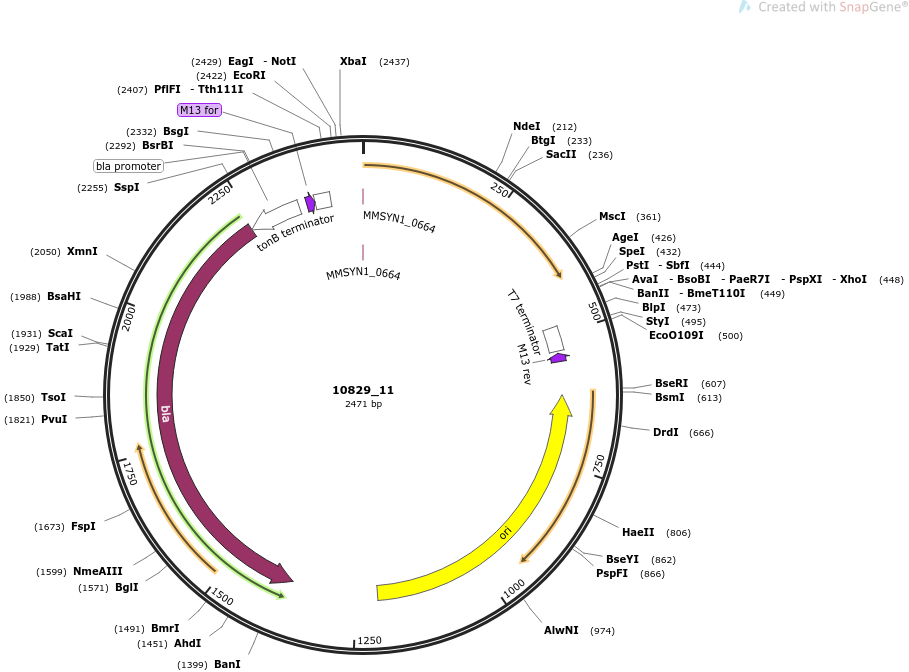 Created with SnapGene®
(2429) EagI - NotI
XbaI (2437)
(2422) EcoRI
(2407) PflFI - Tth111I
M13 for
(2332) BsgI
(2292) BsrBI
bla promoter
(2255) SspI
NdeI (212)
BtgI (233)
SacII (236)
2250
250
tonB terminator
MMSYN1_0664
MMSYN1_0664
MscI (361)
AgeI (426)
SpeI (432)
PstI - SbfI (444)
AvaI - BsoBI - PaeR7I - PspXI - XhoI (448)
BanII - BmeT110I (449)
BlpI (473)
StyI (495)
EcoO109I (500)
500
T7 terminator
M13 rev
(2050) XmnI
(1988) BsaHI
2000
(1931) ScaI
(1929) TatI
(1850) TsoI
(1821) PvuI
bla
10829_11
2471 bp
BseRI (607)
BsmI (613)
DrdI (666)
750
1750
HaeII (806)
BseYI (862)
PspFI (866)
ori
1000
AlwNI (974)
(1673) FspI
(1599) NmeAIII
(1571) BglI
1500
(1491) BmrI
(1451) AhdI
(1399) BanI
1250